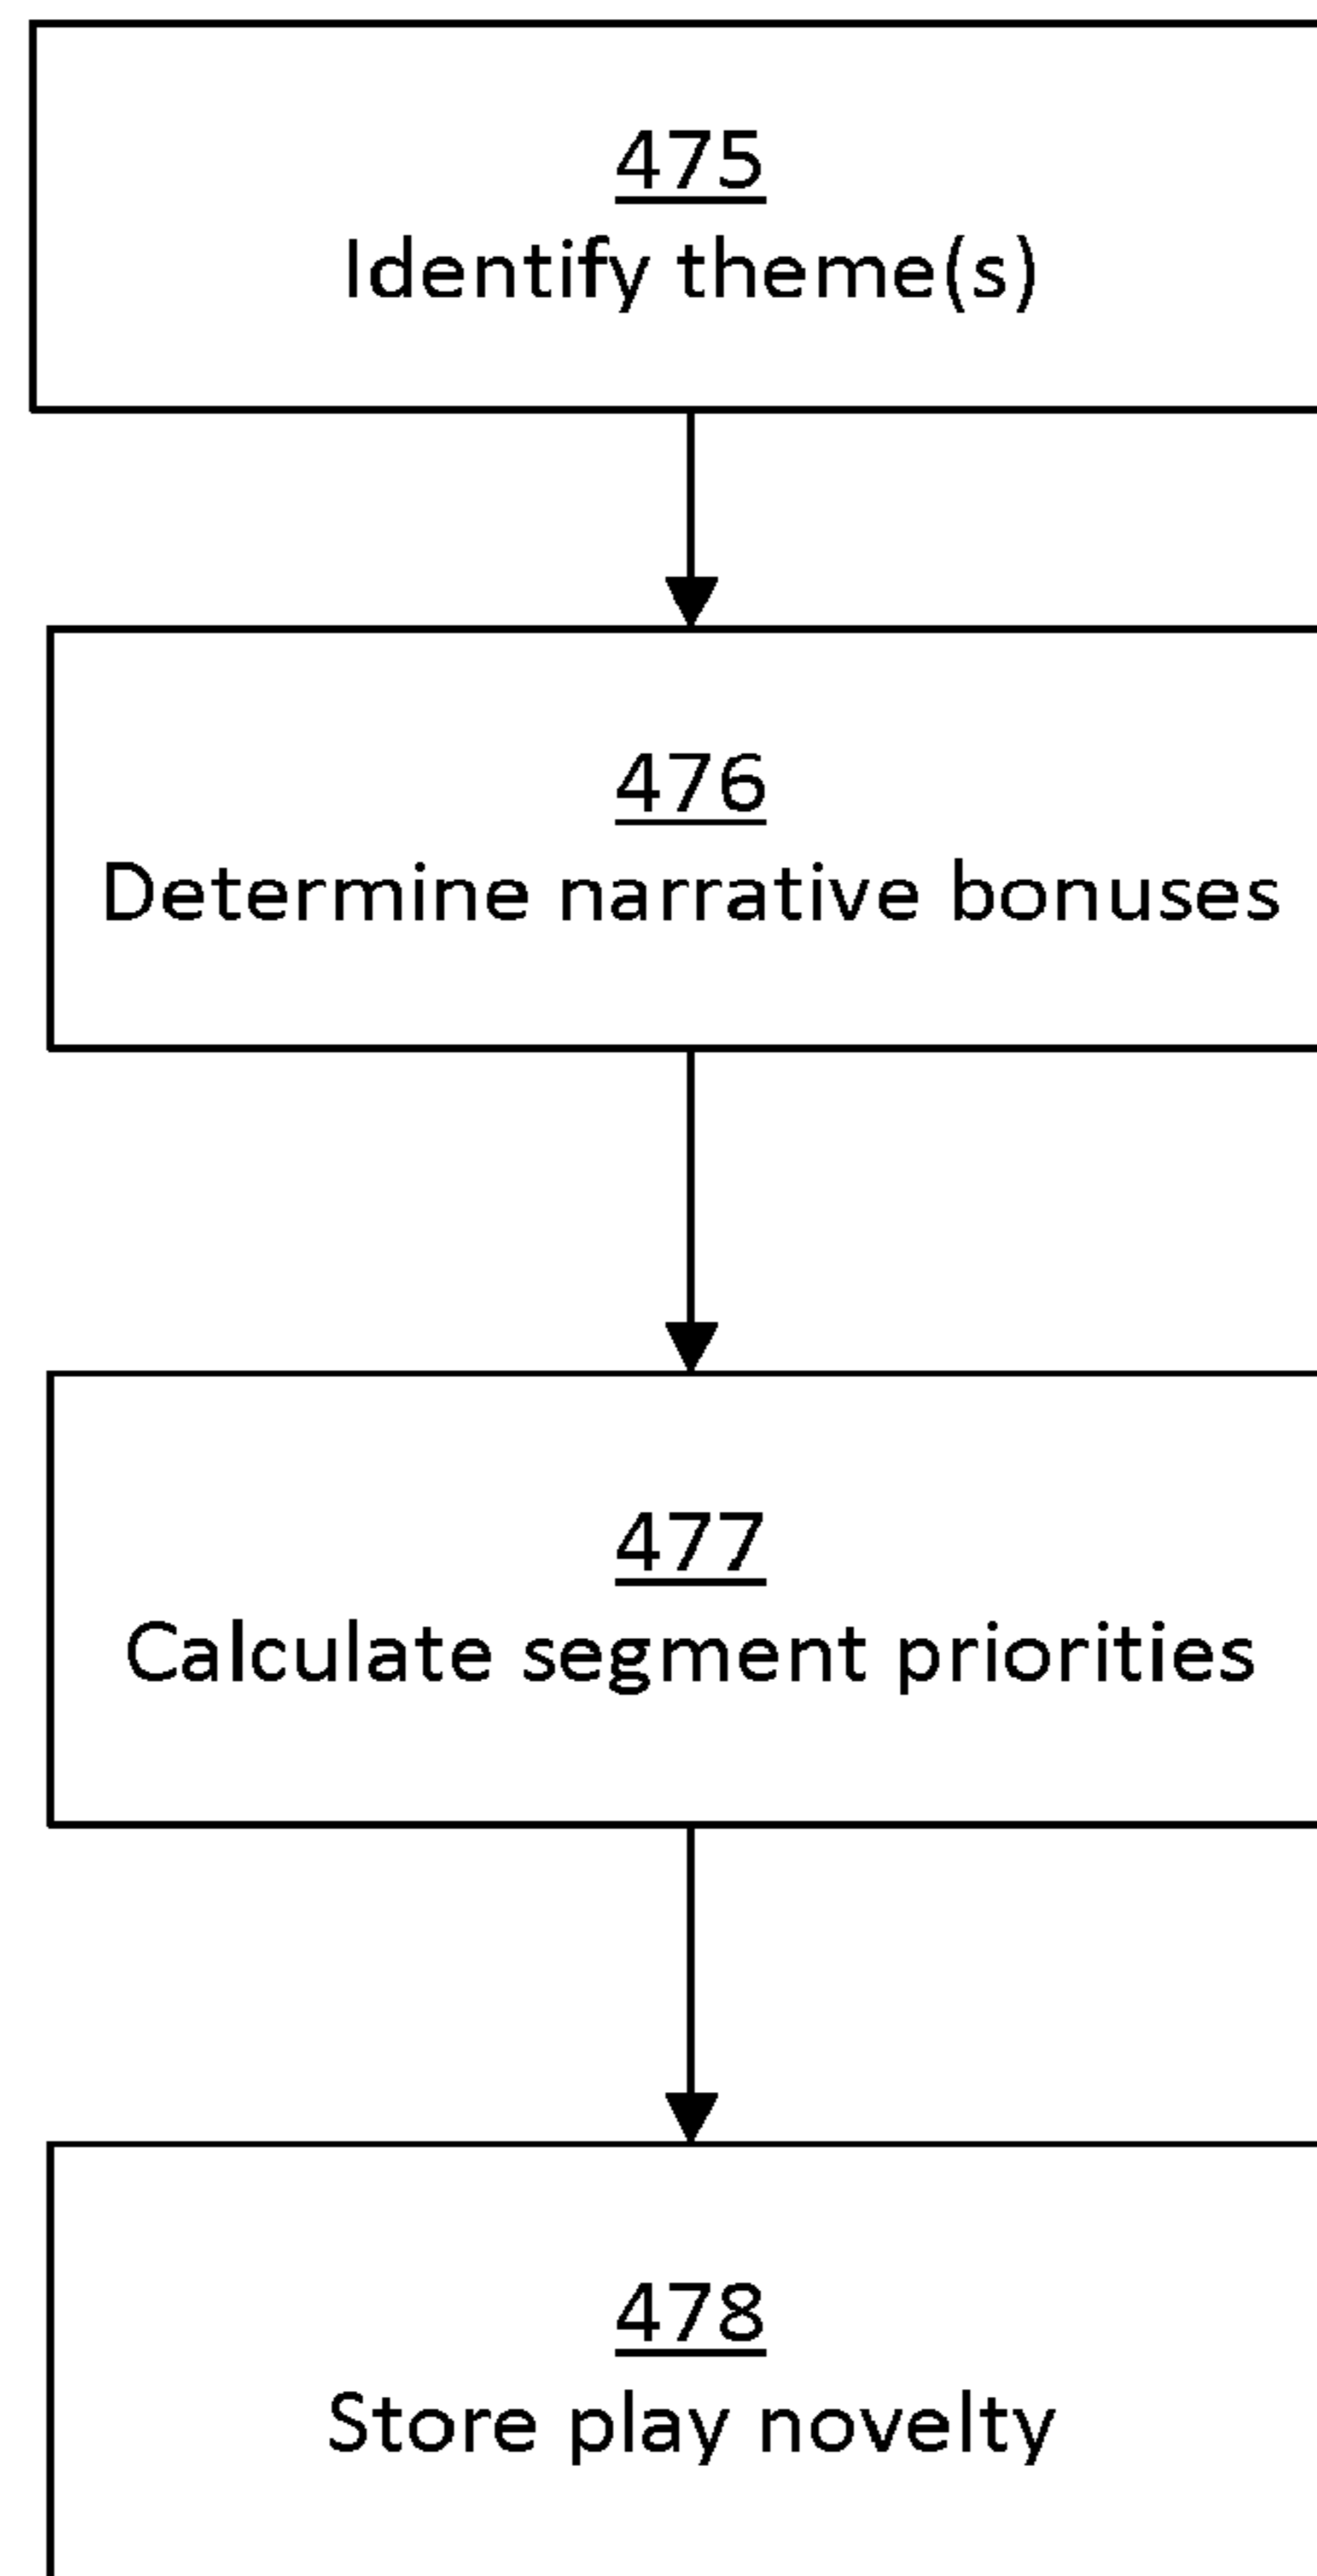 475
Identify theme(s)
476
Determine narrative bonuses
477
Calculate segment priorities
478
Store play novelty